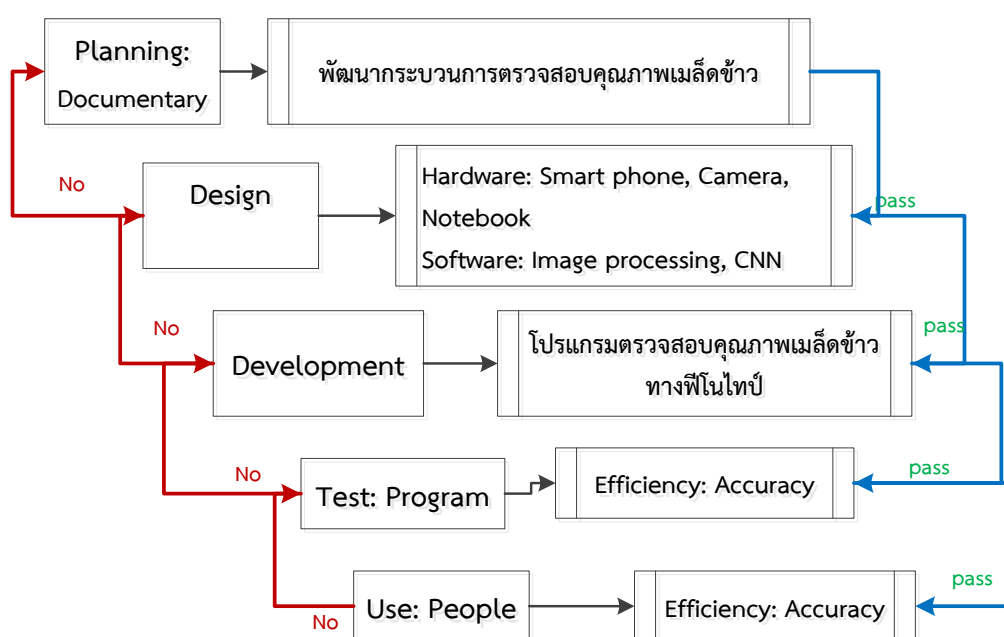 Planning:
Documentary
พัฒนากระบวนการตรวจสอบคุณภาพเมล็ดข้าว
No
Design
Hardware: Smart phone, Camera,
Notebook
Software: Image processing, CNN
pass
No
Development
โปรแกรมตรวจสอบคุณภาพเมล็ดข้าว
ทางฟีโนไทป์
pass
No
Test: Program
Efficiency: Accuracy
pass
No
Use: People
Efficiency: Accuracy
pass